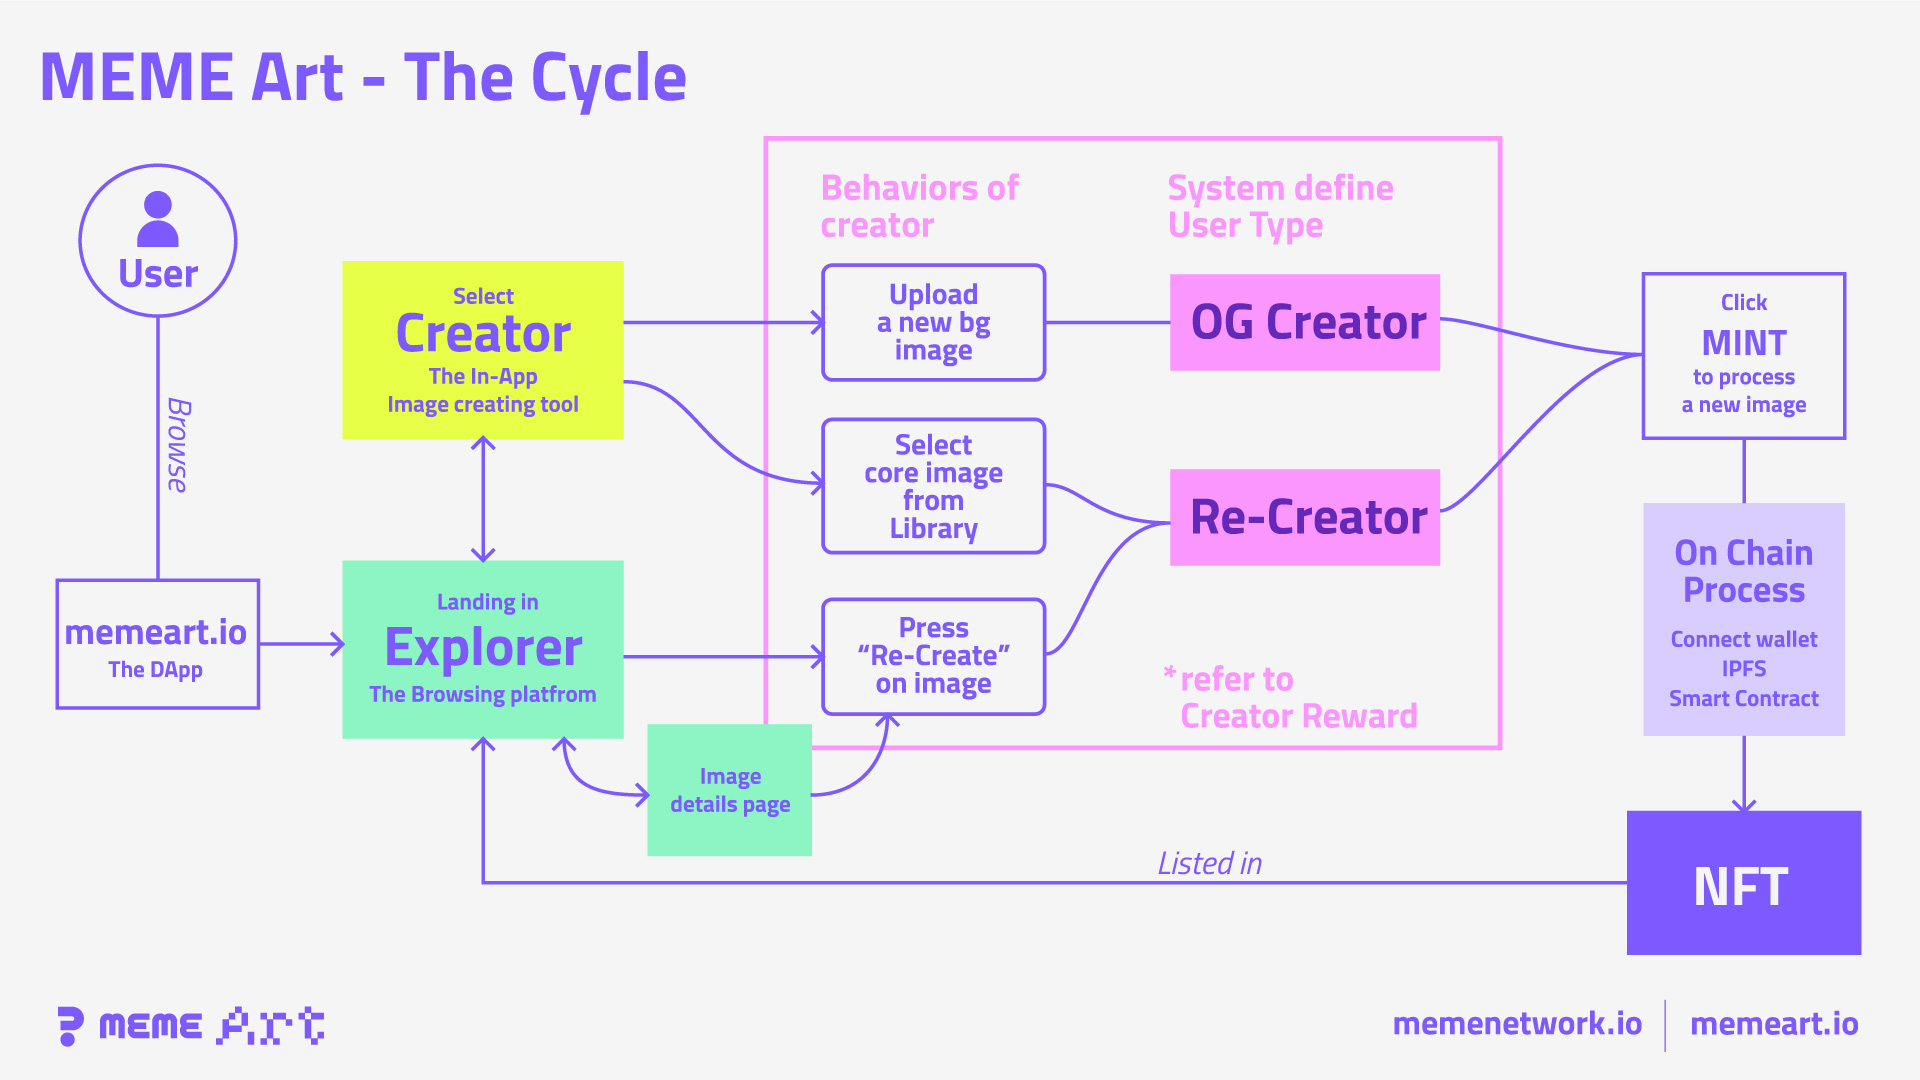 MEME Art - The Cycle
User
Browse
memeart.io
The DApp
Select
Creator
The In-App
Image creating tool
Landing in
Explorer
The Browsing platfrom
Image
details page
Behaviors of
creator
Upload
a new bg
image
Select
core image
from
Library
Press
“Re-Create”
on image
System define
User Type
OG Creator
Re-Creator
*refer to
Creator Reward
Click
MINT
to process
a new image
On Chain
Process
Connect wallet
IPFS
Smart Contract
NFT
Listed in
MEME Art
memenetwork.io
memeart.io